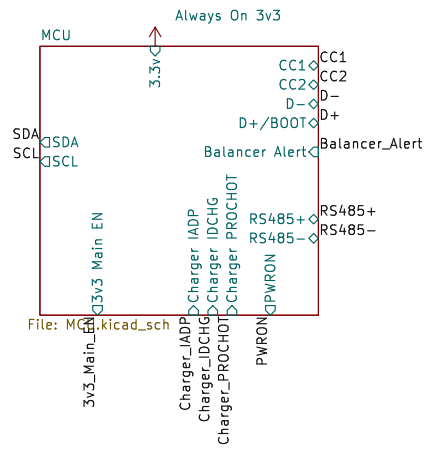 Always On 3v3
MCU
3.3v
CC1
CC1
CC2
CC2
D-
D-
D+/BOOT
D+
SDA
SDA
SCL
SCL
Balancer Alert
Balancer_Alert
RS485+
RS485+
RS485-
RS485-
3v3 Main EN
Charger IADP
Charger IDCHG
Charger PROCHOT
PWRON
File: MCU.kicad_sch
3v3_Main_EN
Charger_IADP
Charger_IDCHG
Charger_PROCHOT
PWRON